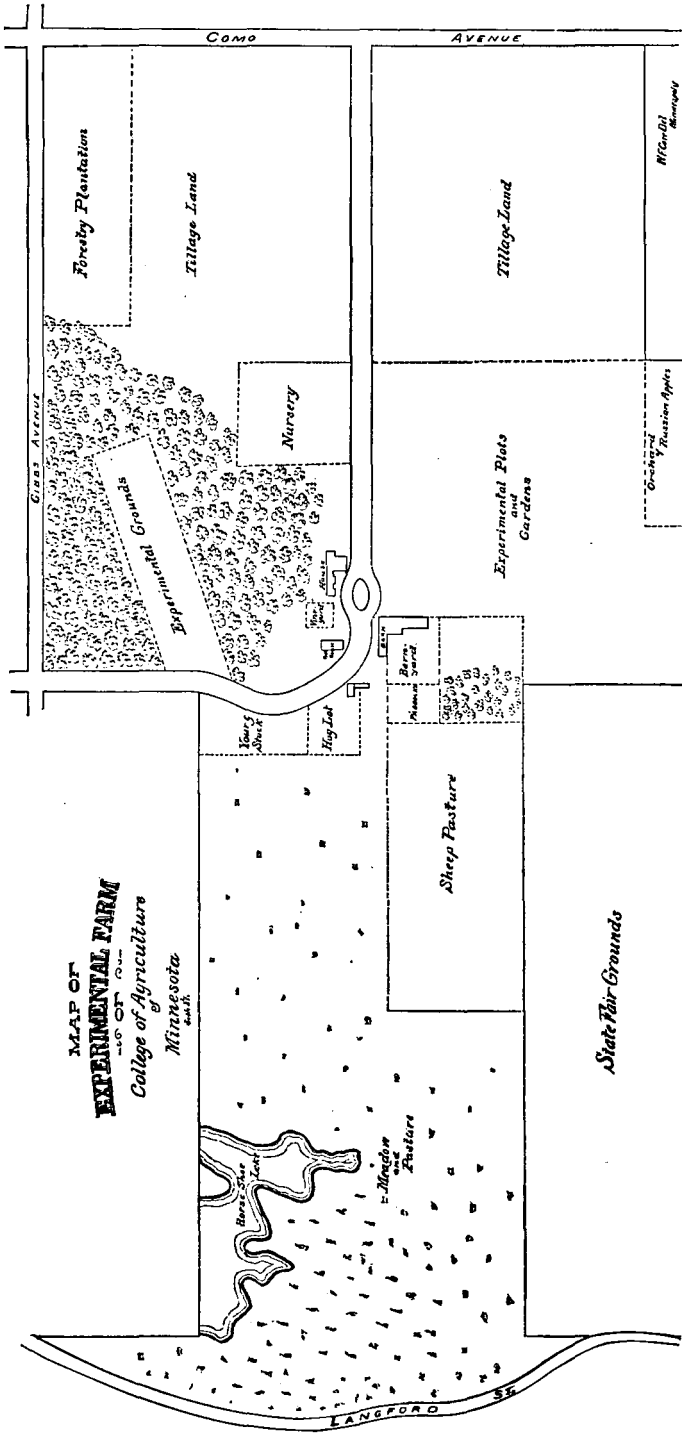 COMO AVENUE
GIBBS AVENUE
Forestry Plantation
Tillage Land
Tillage Land
Nursery
Experimental Grounds
Experimental Plots
and
Gardens
Orchard
Russian Apples
House
BARN
Barn
yard.
Young
Stock
Hog Lot
Sheep Pasture
MAP OF
EXPERIMENTAL FARM
OF
College of Agriculture
of
Minnesota
State Fair Grounds
Horse Shoe Lake
Meadow
and
Pasture
LANGFORD ST.